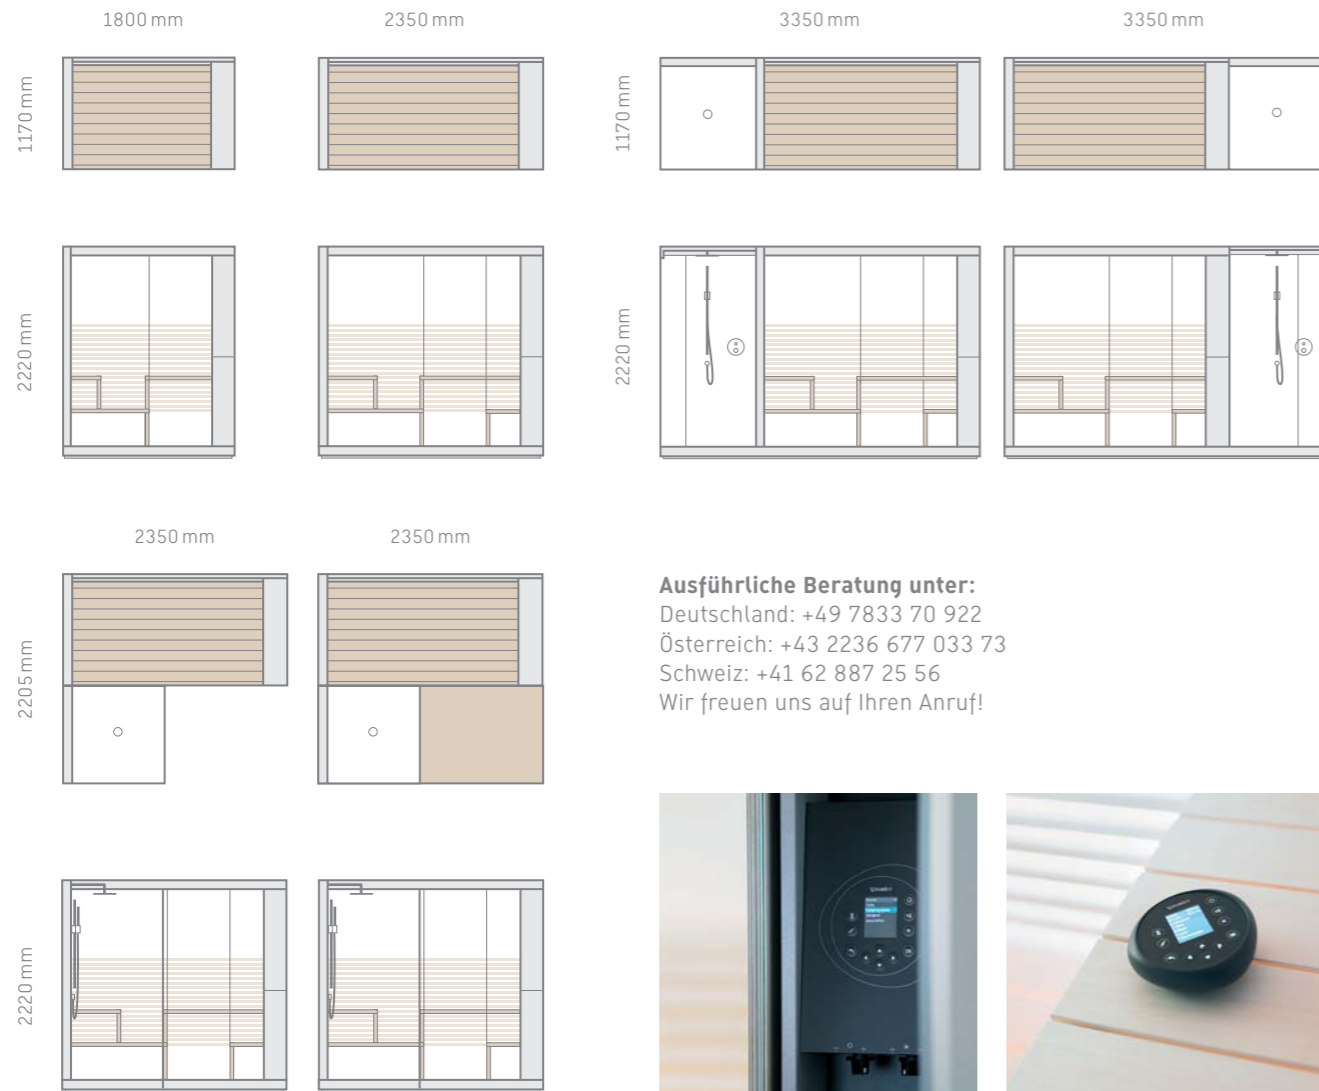 1800 mm
2350 mm
3350 mm
3350 mm
1170 mm
1170 mm
2220 mm
2220 mm
2350 mm
2350 mm
2205 mm
2220 mm
Ausführliche Beratung unter:
Deutschland: +49 7833 70 922
Österreich: +43 2236 677 033 73
Schweiz: +41 62 887 25 56
Wir freuen uns auf Ihren Anruf!